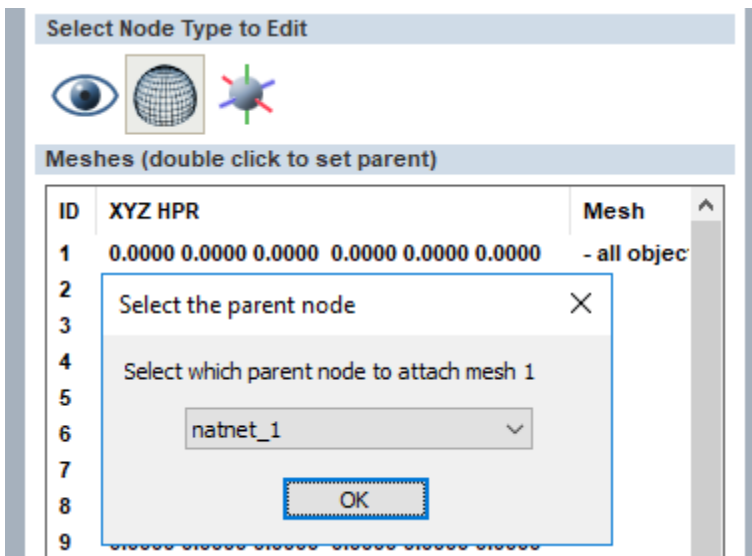 Select Node Type to Edit
Meshes (double click to set parent)
ID XYZ HPR Mesh
1 0.0000 0.0000 0.0000 0.0000 0.0000 0.0000 - all objec
2
Select the parent node
3
4
Select which parent node to attach mesh 1
5
6 natnet_1
7
8 OK
9